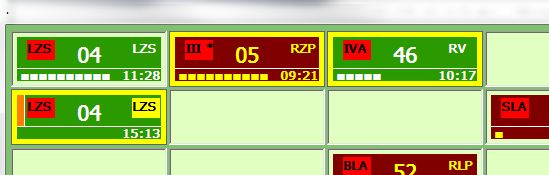 LZS 04 LZS
11:28
III * 05 RZP
09:21
IVA 46 RV
10:17
LZS 04 LZS
15:13
SLA
BLA 52 RLP